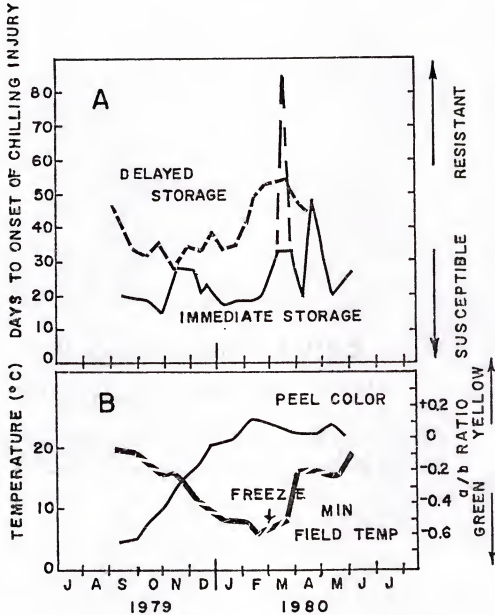 DAYS TO ONSET OF CHILLING INJURY
80
70
60
50
40
30
20
10
0
A
DELAYED
STORAGE
IMMEDIATE STORAGE
RESISTANT
SUSCEPTIBLE
TEMPERATURE (°C)
20
10
0
B
PEEL COLOR
FREEZE
MIN
FIELD TEMP
+0.2
0
-0.2
-0.4
-0.6
a/b RATIO
GREEN YELLOW
J A S O N D J F M A M J J
1979 1980